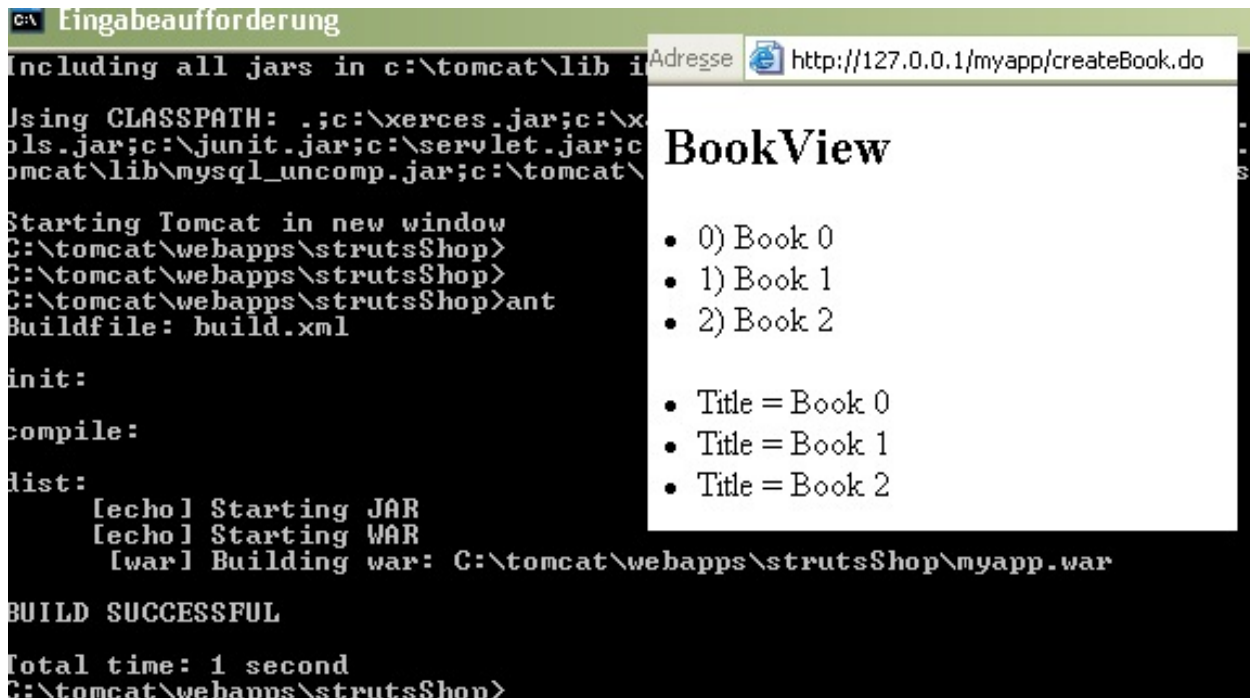 Eingabeaufforderung
Including all jars in c:\tomcat\lib
Using CLASSPATH: .;c:\xerces.jar;c:\
ols.jar;c:\junit.jar;c:\servlet.jar;c
omcat\lib\mysql_uncomp.jar;c:\tomcat\
Starting Tomcat in new window
C:\tomcat\webapps\strutsShop>
C:\tomcat\webapps\strutsShop>
C:\tomcat\webapps\strutsShop>ant
Buildfile: build.xml
init:
compile:
dist:
[echo] Starting JAR
[echo] Starting WAR
[war] Building war: C:\tomcat\webapps\strutsShop\myapp.war
BUILD SUCCESSFUL
Total time: 1 second
C:\tomcat\webapps\strutsShop>
Adresse http://127.0.0.1/myapp/createBook.do
BookView
• 0) Book 0
• 1) Book 1
• 2) Book 2
• Title = Book 0
• Title = Book 1
• Title = Book 2